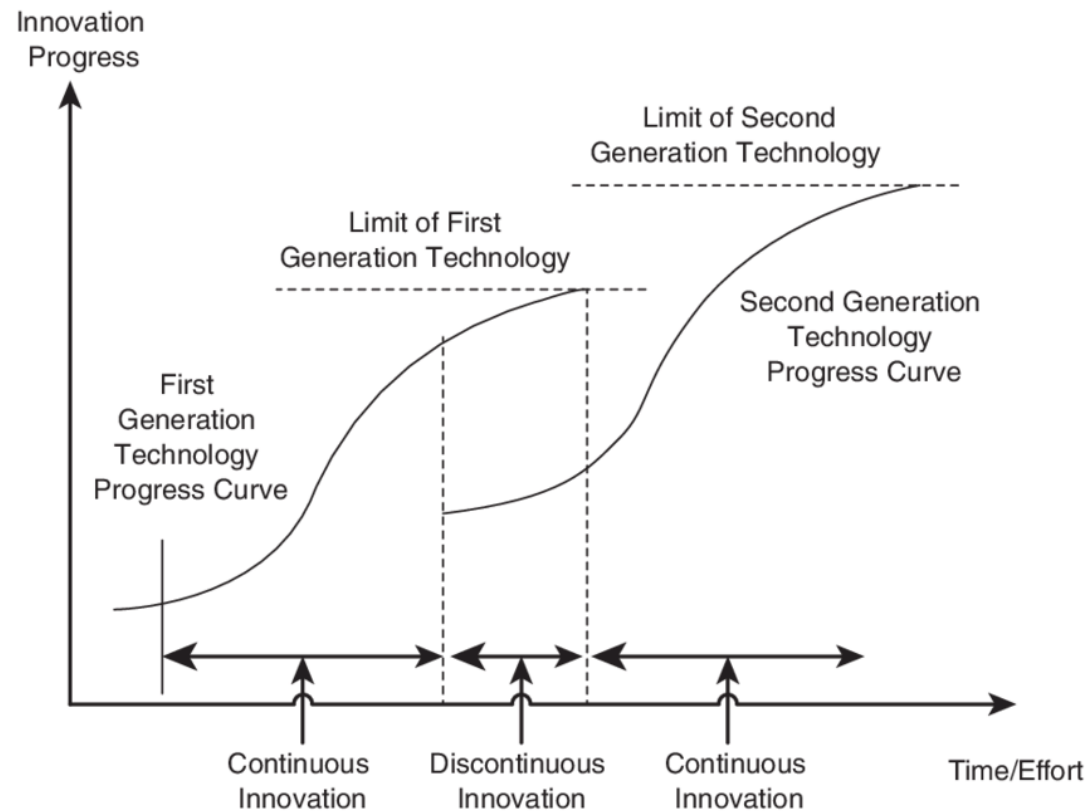 Innovation
Progress
Limit of Second
Generation Technology
Limit of First
Generation Technology
Second Generation
Technology
Progress Curve
First
Generation
Technology
Progress Curve
Continuous
Innovation
Discontinuous
Innovation
Continuous
Innovation
Time/Effort